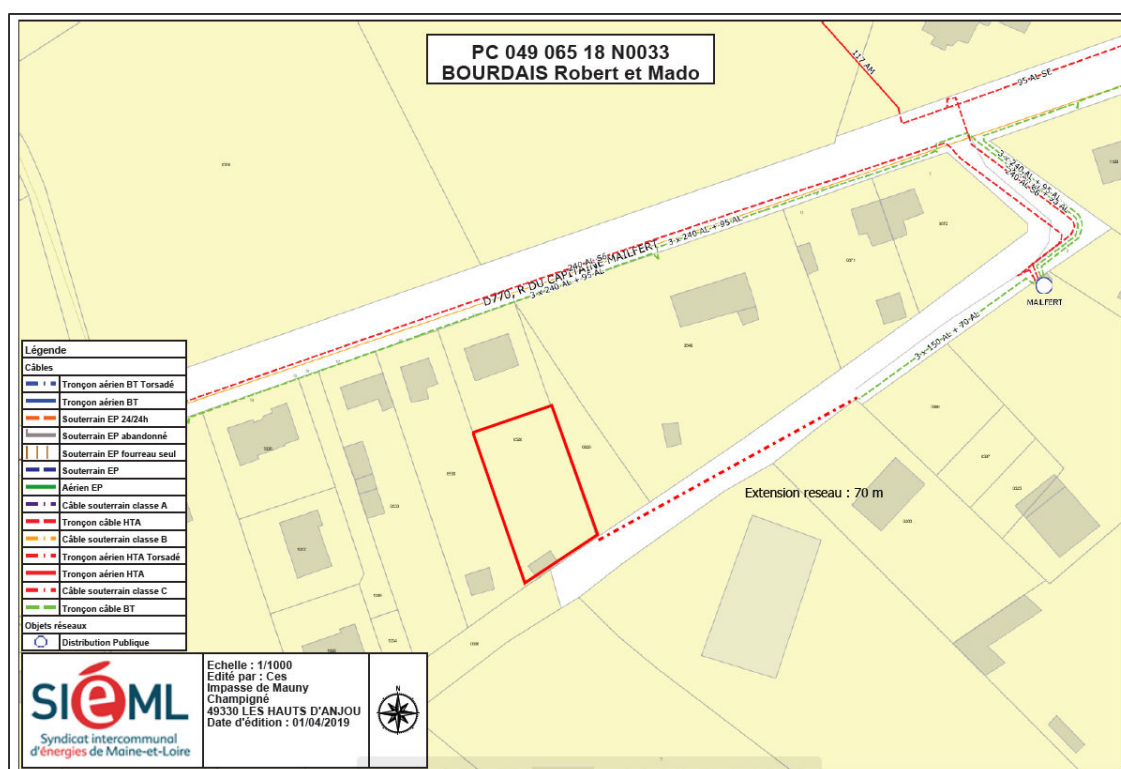 PC 049 065 18 N0033
BOURDAIS Robert et Mado
117 AM
95 AL SE
3 x 240 AL + 95 AL
240 AL S6
3 x 240 AL + 95 AL
240 AL S6
D770, R DU CAPITAINE MAILFERT
3 x 240 AL + 95 AL
MAILFERT
3 x 150 AL + 70 AL
Extension reseau : 70 m
Légende
Câbles
Tronçon aérien BT Torsadé
Tronçon aérien BT
Souterrain EP 24/24h
Souterrain EP abandonné
Souterrain EP fourreau seul
Souterrain EP
Aérien EP
Câble souterrain classe A
Tronçon câble HTA
Câble souterrain classe B
Tronçon aérien HTA Torsadé
Tronçon aérien HTA
Câble souterrain classe C
Tronçon câble BT
Objets réseaux
Distribution Publique
SIéML
Syndicat intercommunal
d'énergies de Maine-et-Loire
Echelle : 1/1000
Edité par : Ces
Impasse de Mauny
Champigné
49330 LES HAUTS D'ANJOU
Date d'édition : 01/04/2019
N